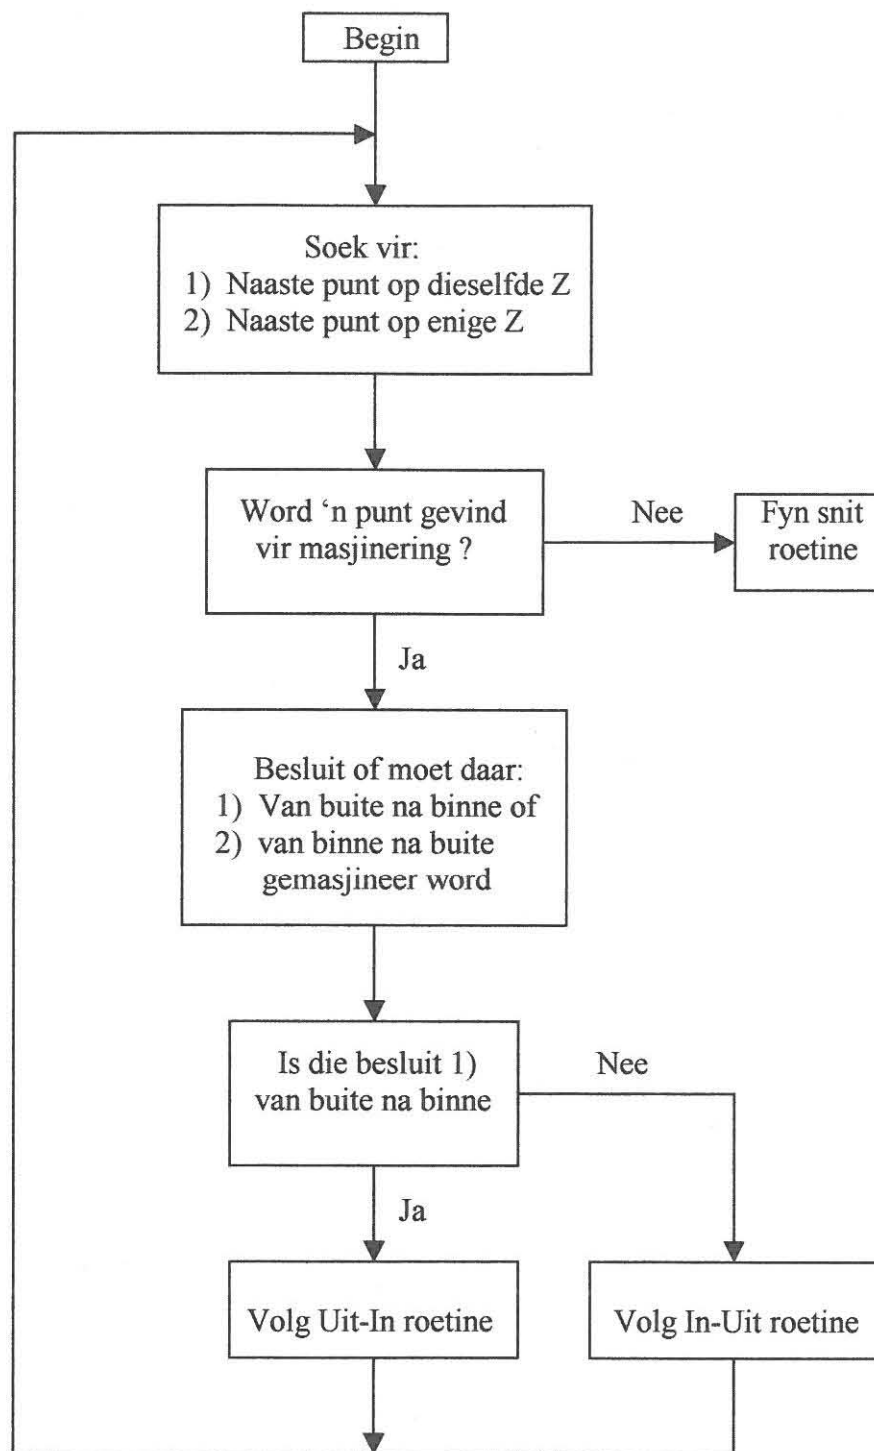 Begin
Soek vir:
1) Naaste punt op dieselfde Z
2) Naaste punt op enige Z
Word ‘n punt gevind
vir masjinering ?
Nee
Fyn snit
roetine
Ja
Besluit of moet daar:
1) Van buite na binne of
2) van binne na buite
gemasjineer word
Is die besluit 1)
van buite na binne
Nee
Ja
Volg Uit-In roetine
Volg In-Uit roetine